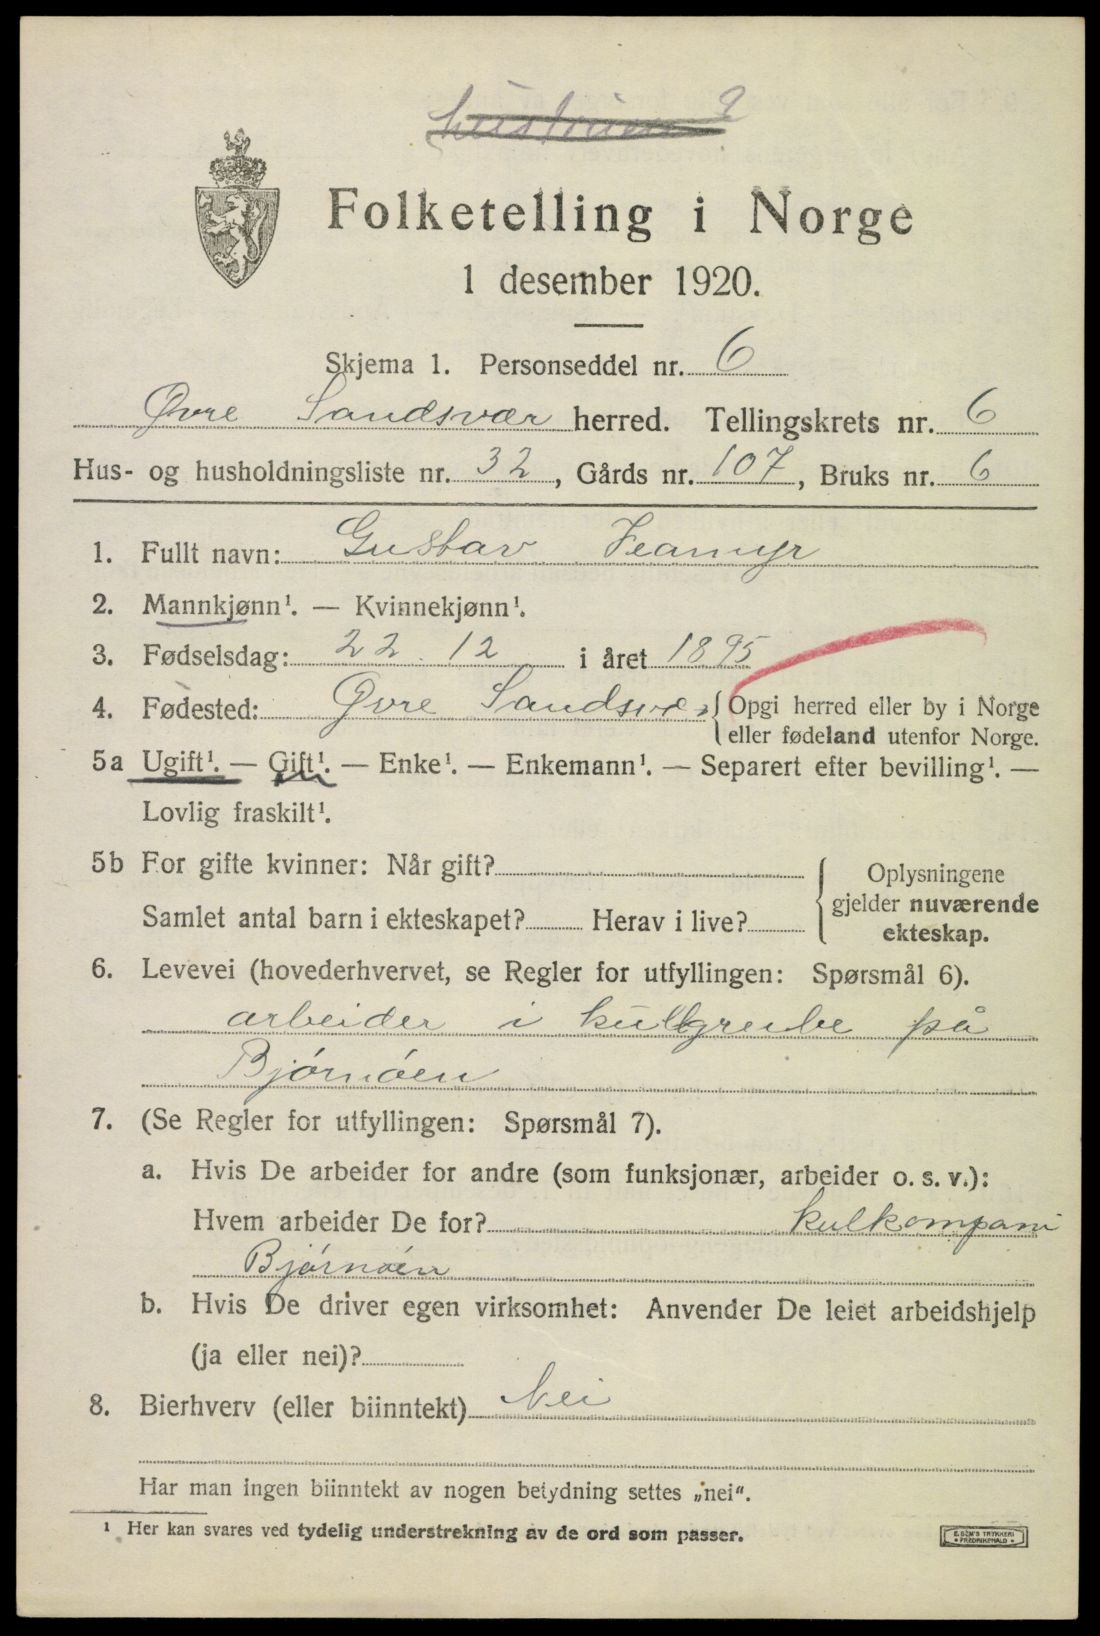 Folketelling i Norge
1 desember 1920.
Skjema 1. Personseddel nr. 6
Øvre Sandsvær herred. Tellingskrets nr. 6
Hus- og husholdningsliste nr. 32, Gårds nr. 107, Bruks nr. 6
1. Fullt navn: Gustav Jeamyr
2. Mannkjønn¹. — Kvinnekjønn¹.
3. Fødselsdag: 22. 12 i året 1895
4. Fødested: Øvre Sandsvær {Opgi herred eller by i Norge
eller fødeland utenfor Norge.
5a Ugift¹. — Gift¹. — Enke¹. — Enkemann¹. — Separert efter bevilling¹. —
Lovlig fraskilt¹.
5b For gifte kvinner: Når gift?
Samlet antal barn i ekteskapet? Herav i live?
Oplysningene
gjelder nuværende
ekteskap.
6. Levevei (hovederhvervet, se Regler for utfyllingen: Spørsmål 6).
arbeider i kullgrube på
Bjørnöen
7. (Se Regler for utfyllingen: Spørsmål 7).
a. Hvis De arbeider for andre (som funksjonær, arbeider o. s. v.):
Hvem arbeider De for? kulkompani
Bjørnöen
b. Hvis De driver egen virksomhet: Anvender De leiet arbeidshjelp
(ja eller nei)?
8. Bierhverv (eller biinntekt) Nei
Har man ingen biinntekt av nogen betydning settes „nei".
¹ Her kan svares ved tydelig understrekning av de ord som passer.
E. SEM'S TRYKKERI
FREDRIKSHALD